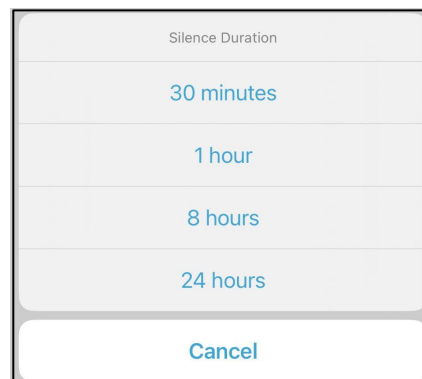 Silence Duration
30 minutes
1 hour
8 hours
24 hours
Cancel